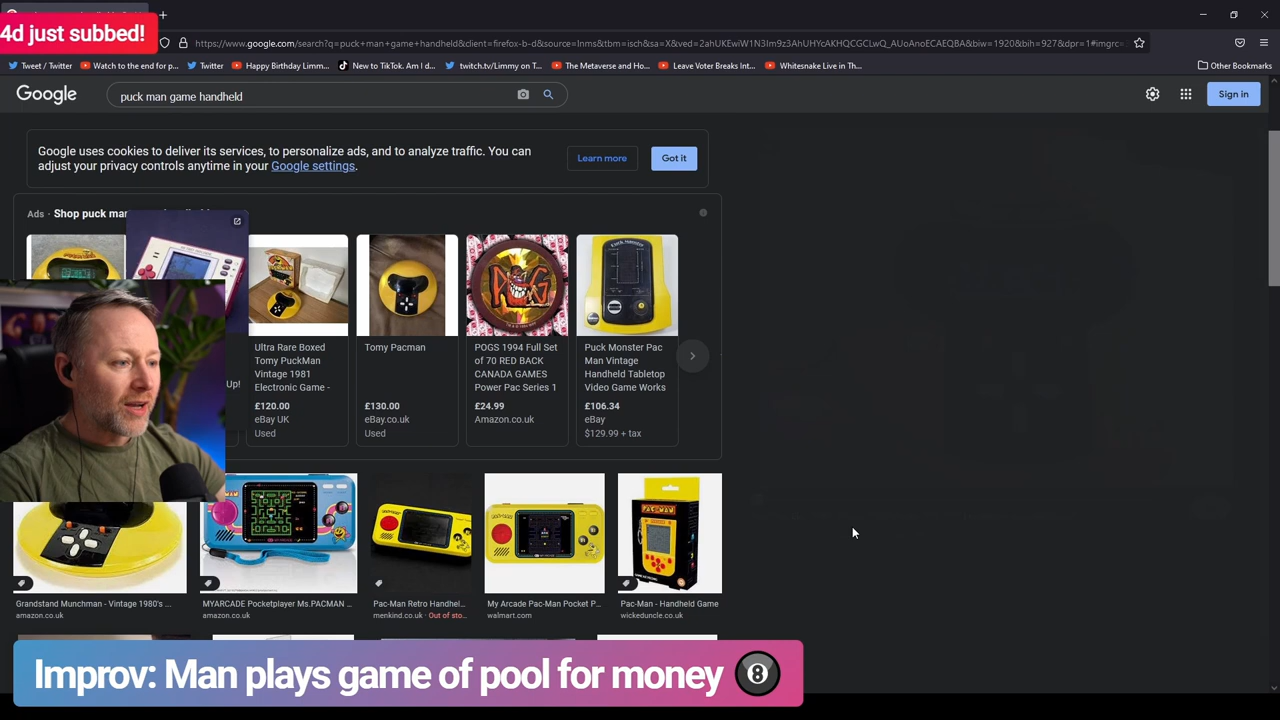 4d just subbed!
https://www.google.com/search?q=puck+man+game+handheld&client=firefox-b-d&source=lnms&tbm=isch&sa=X&ved=2ahUKEwiW1N3Im9z3AhUHYcAKHQCGCLwQ_AUoAnoECAEQBA&biw=1920&bih=927&dpr=1#imgrc=
Tweet / Twitter
Watch to the end for p...
Twitter
Happy Birthday Limm...
New to TikTok. Am I d...
twitch.tv/Limmy on T...
The Metaverse and Ho...
Leave Voter Breaks Int...
Whitesnake Live in Th...
Other Bookmarks
Google
puck man game handheld
Sign in
Google uses cookies to deliver its services, to personalize ads, and to analyze traffic. You can
adjust your privacy controls anytime in your Google settings.
Learn more
Got it
Ads · Shop puck man
Up!
Ultra Rare Boxed
Tomy PuckMan
Vintage 1981
Electronic Game -
£120.00
eBay UK
Used
Tomy Pacman
£130.00
eBay.co.uk
Used
POG
POGS 1994 Full Set
of 70 RED BACK
CANADA GAMES
Power Pac Series 1
£24.99
Amazon.co.uk
Puck Monster Pac
Man Vintage
Handheld Tabletop
Video Game Works
£106.34
eBay
$129.99 + tax
PAC-MAN
Grandstand Munchman - Vintage 1980's ...
amazon.co.uk
MYARCADE Pocketplayer Ms.PACMAN ...
amazon.co.uk
Pac-Man Retro Handhel...
menkind.co.uk · Out of sto...
My Arcade Pac-Man Pocket P...
walmart.com
Pac-Man - Handheld Game
wickeduncle.co.uk
Improv: Man plays game of pool for money
8